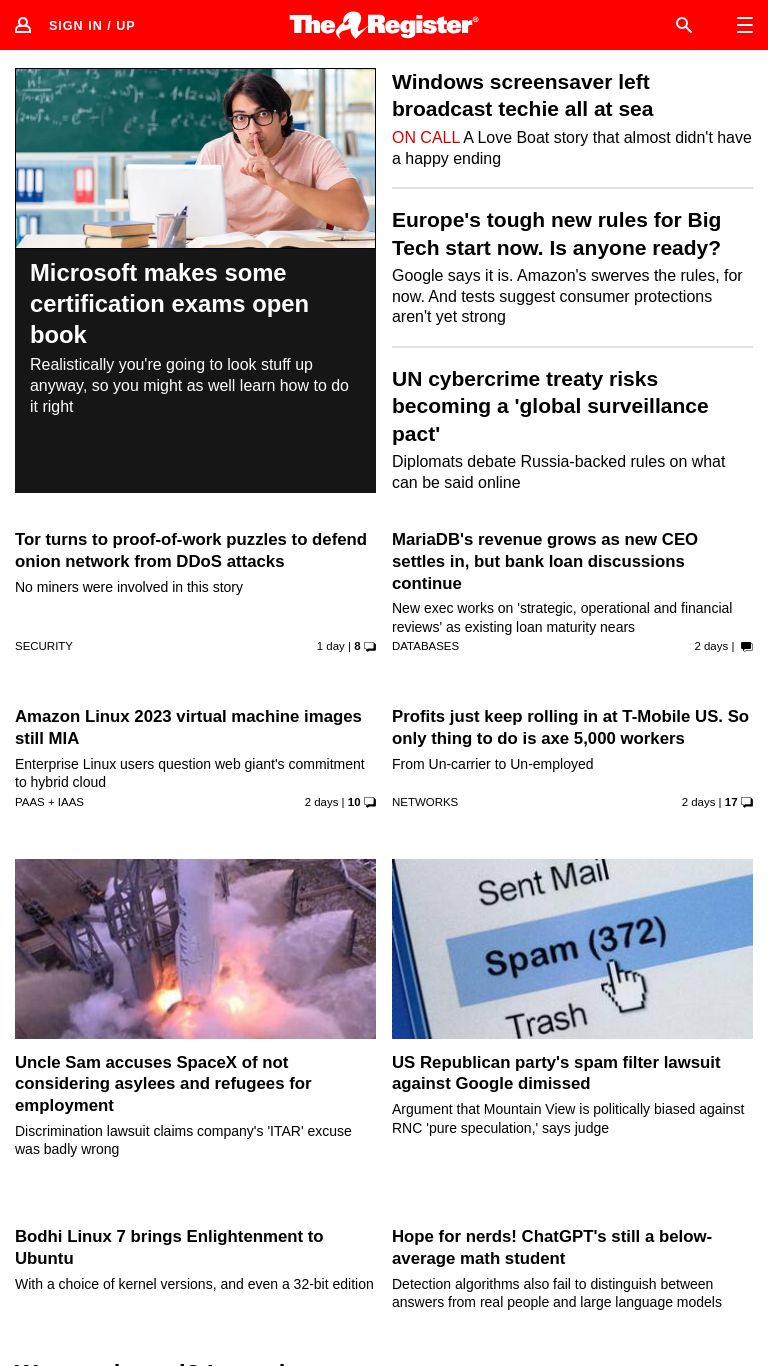 SIGN IN / UP
The Register®
Microsoft makes some
certification exams open
book
Realistically you're going to look stuff up
anyway, so you might as well learn how to do
it right
Windows screensaver left
broadcast techie all at sea
ON CALL A Love Boat story that almost didn't have
a happy ending
Europe's tough new rules for Big
Tech start now. Is anyone ready?
Google says it is. Amazon's swerves the rules, for
now. And tests suggest consumer protections
aren't yet strong
UN cybercrime treaty risks
becoming a 'global surveillance
pact'
Diplomats debate Russia-backed rules on what
can be said online
Tor turns to proof-of-work puzzles to defend
onion network from DDoS attacks
No miners were involved in this story
SECURITY 1 day | 8
MariaDB's revenue grows as new CEO
settles in, but bank loan discussions
continue
New exec works on 'strategic, operational and financial
reviews' as existing loan maturity nears
DATABASES 2 days |
Amazon Linux 2023 virtual machine images
still MIA
Enterprise Linux users question web giant's commitment
to hybrid cloud
PAAS + IAAS 2 days | 10
Profits just keep rolling in at T-Mobile US. So
only thing to do is axe 5,000 workers
From Un-carrier to Un-employed
NETWORKS 2 days | 17
Sent Mail
Spam (372)
Trash
Uncle Sam accuses SpaceX of not
considering asylees and refugees for
employment
Discrimination lawsuit claims company's 'ITAR' excuse
was badly wrong
US Republican party's spam filter lawsuit
against Google dimissed
Argument that Mountain View is politically biased against
RNC 'pure speculation,' says judge
Bodhi Linux 7 brings Enlightenment to
Ubuntu
With a choice of kernel versions, and even a 32-bit edition
Hope for nerds! ChatGPT's still a below-
average math student
Detection algorithms also fail to distinguish between
answers from real people and large language models